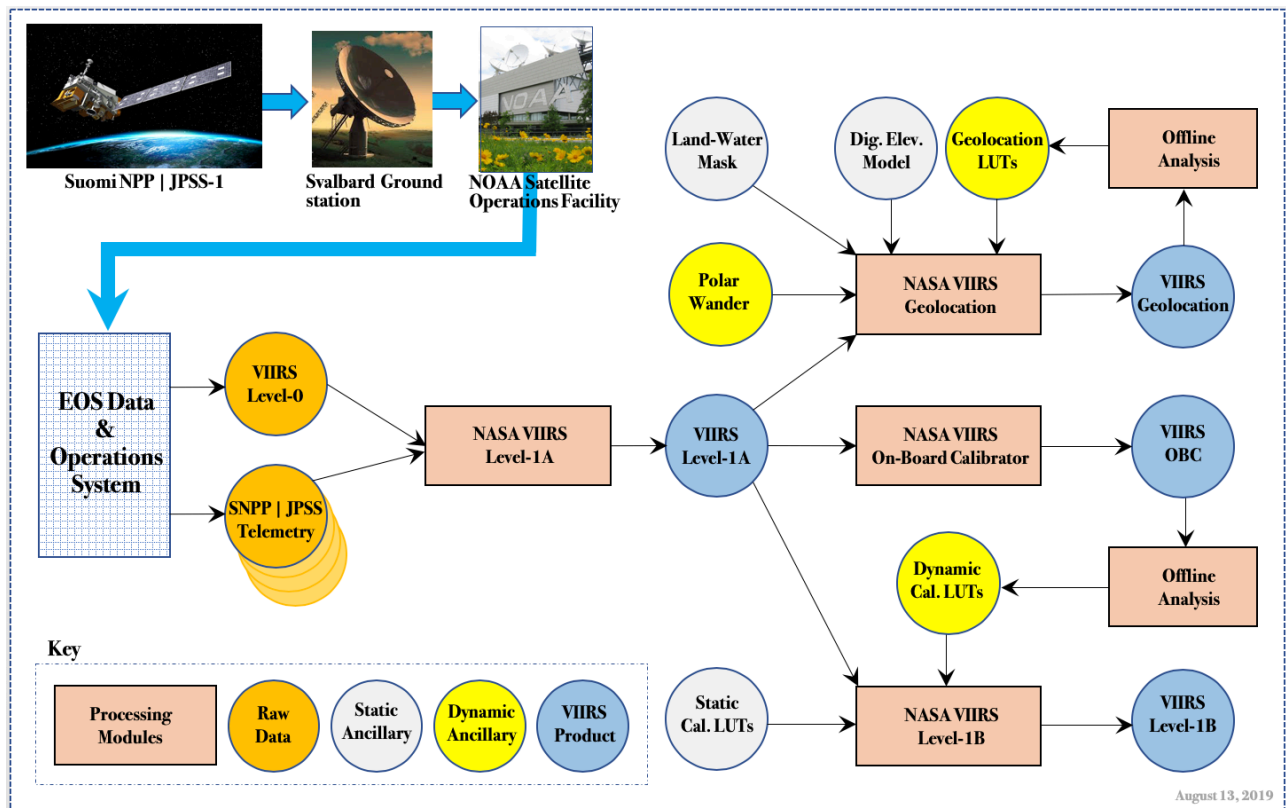 Suomi NPP | JPSS-1
Svalbard Ground
station
NOAA
NOAA Satellite
Operations Facility
Land-Water
Mask
Dig. Elev.
Model
Geolocation
LUTs
Offline
Analysis
Polar
Wander
NASA VIIRS
Geolocation
VIIRS
Geolocation
EOS Data
&
Operations
System
VIIRS
Level-0
SNPP | JPSS
Telemetry
NASA VIIRS
Level-1A
VIIRS
Level-1A
NASA VIIRS
On-Board Calibrator
VIIRS
OBC
Dynamic
Cal. LUTs
Offline
Analysis
Static
Cal. LUTs
NASA VIIRS
Level-1B
VIIRS
Level-1B
Key
Processing
Modules
Raw
Data
Static
Ancillary
Dynamic
Ancillary
VIIRS
Product
August 13, 2019